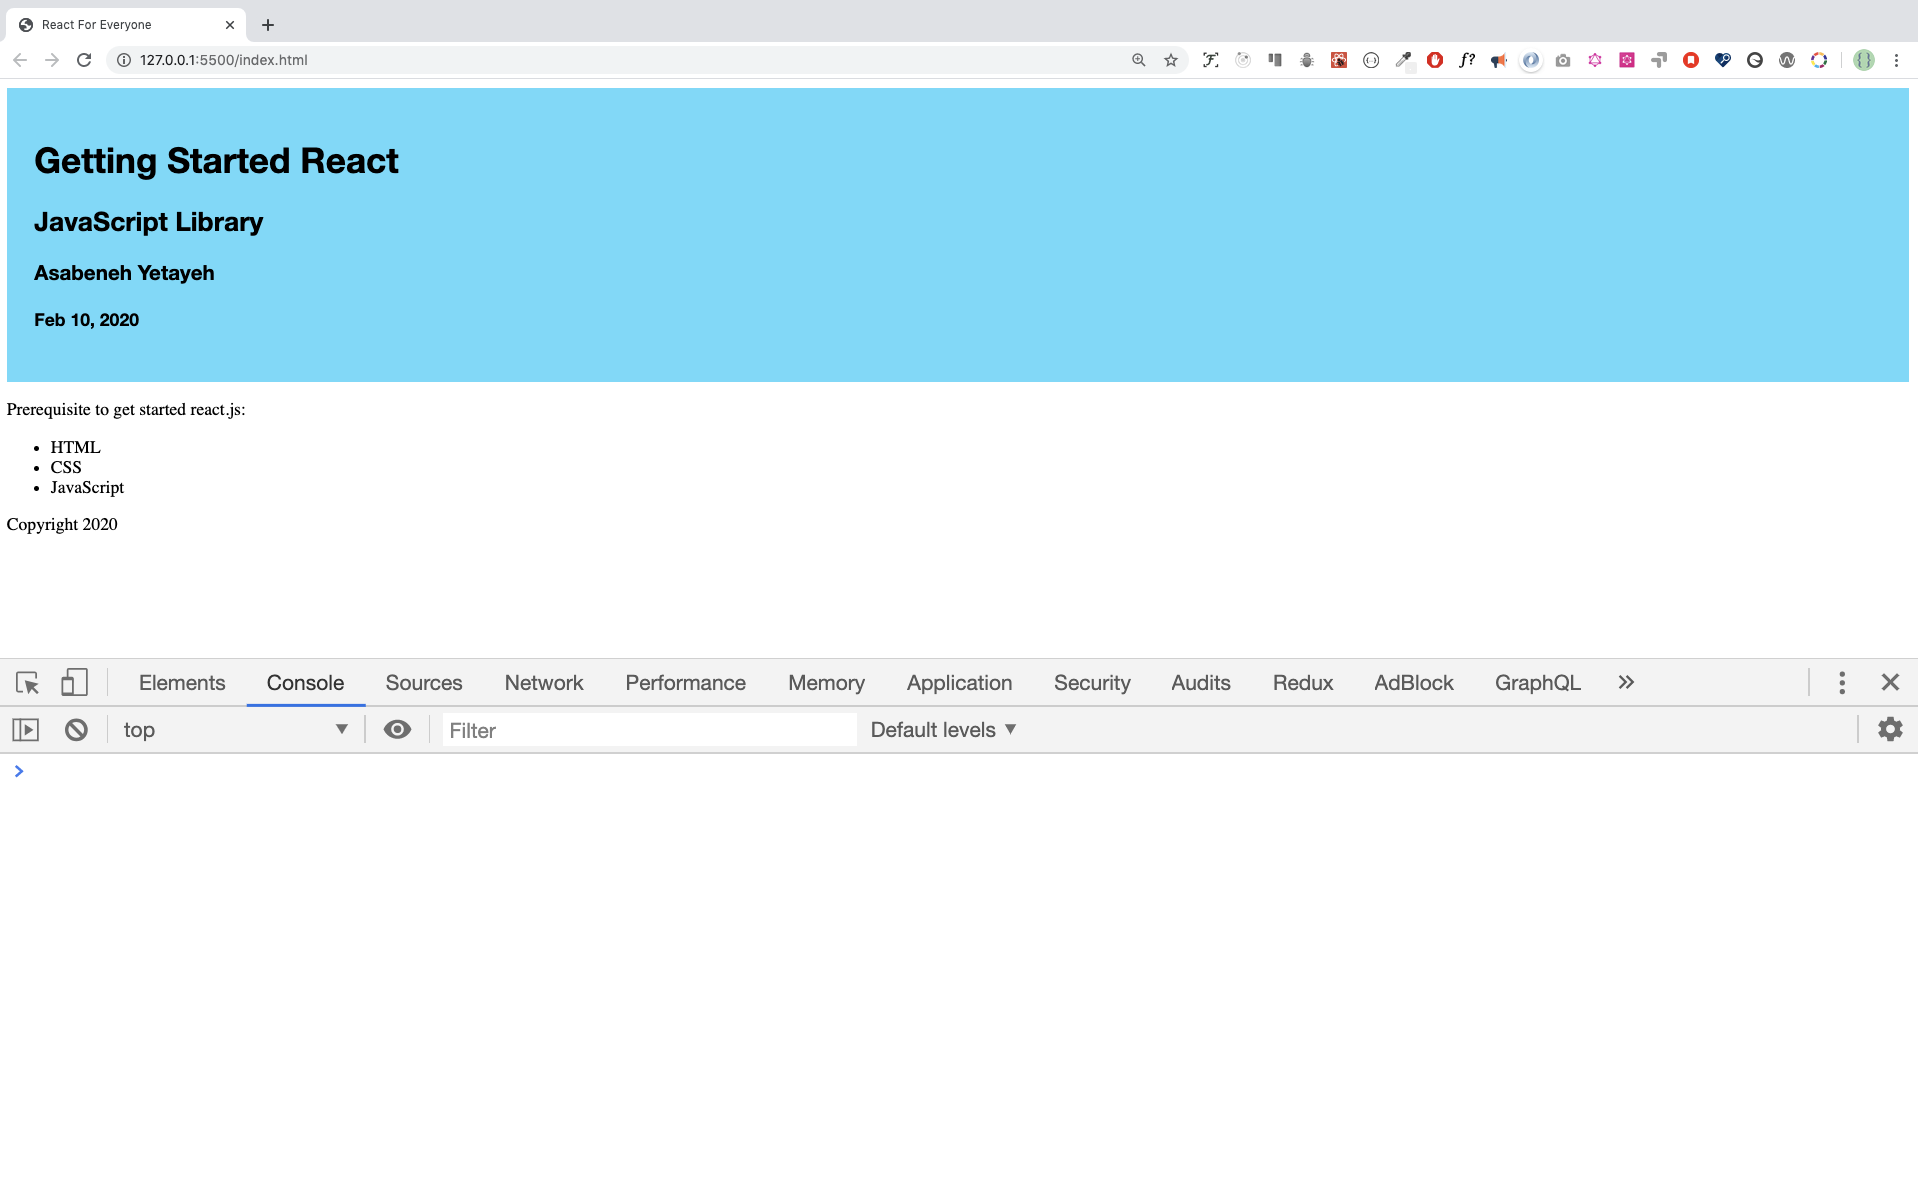 React For Everyone
127.0.0.1:5500/index.html
f?
Getting Started React
JavaScript Library
Asabeneh Yetayeh
Feb 10, 2020
Prerequisite to get started react.js:
HTML
CSS
JavaScript
Copyright 2020
Elements Console Sources Network Performance Memory Application Security Audits Redux AdBlock GraphQL
top Filter Default levels